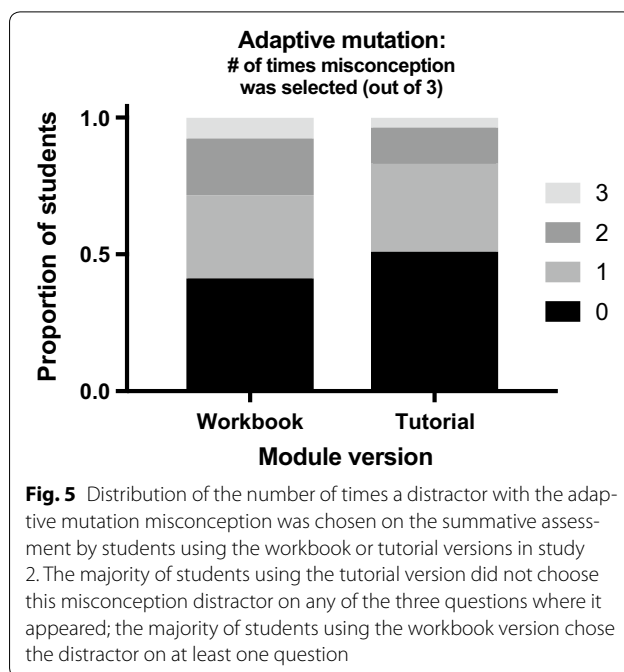 Adaptive mutation:
# of times misconception
was selected (out of 3)
1.0
0.5
0.0
Proportion of students
3
2
1
0
Workbook
Tutorial
Module version
Fig. 5 Distribution of the number of times a distractor with the adap-
tive mutation misconception was chosen on the summative assess-
ment by students using the workbook or tutorial versions in study
2. The majority of students using the tutorial version did not choose
this misconception distractor on any of the three questions where it
appeared; the majority of students using the workbook version chose
the distractor on at least one question